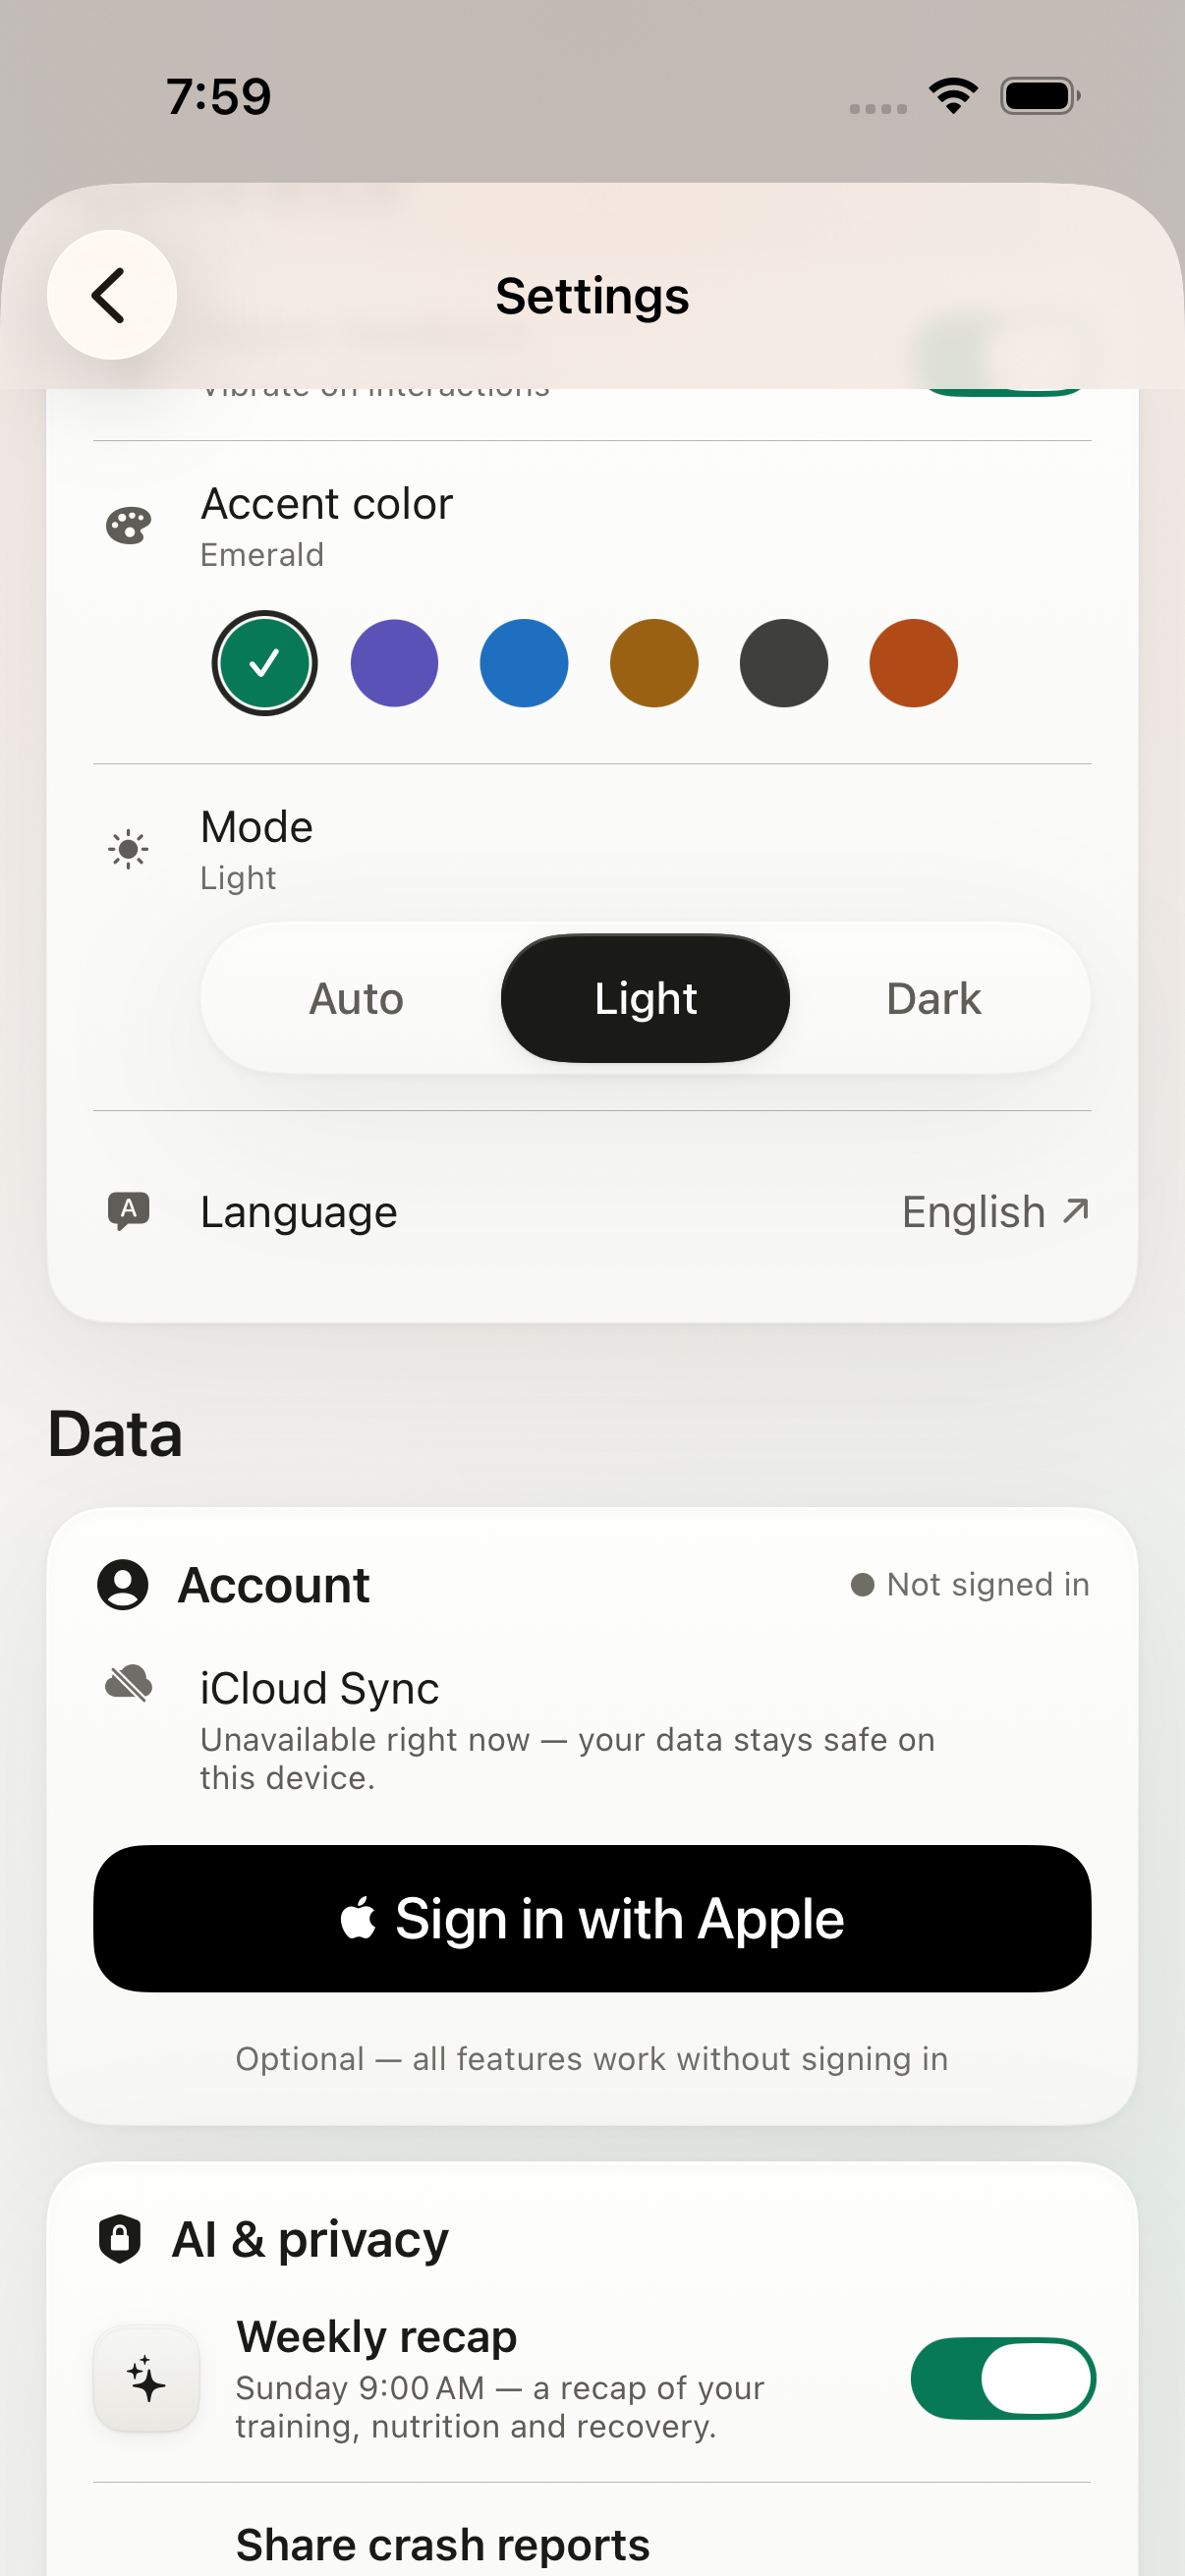 7:59
Settings
Vibrate on interactions
Accent color
Emerald
Mode
Light
Auto
Light
Dark
Language
English
Data
Account
Not signed in
iCloud Sync
Unavailable right now — your data stays safe on
this device.
Sign in with Apple
Optional — all features work without signing in
AI & privacy
Weekly recap
Sunday 9:00 AM — a recap of your
training, nutrition and recovery.
Share crash reports